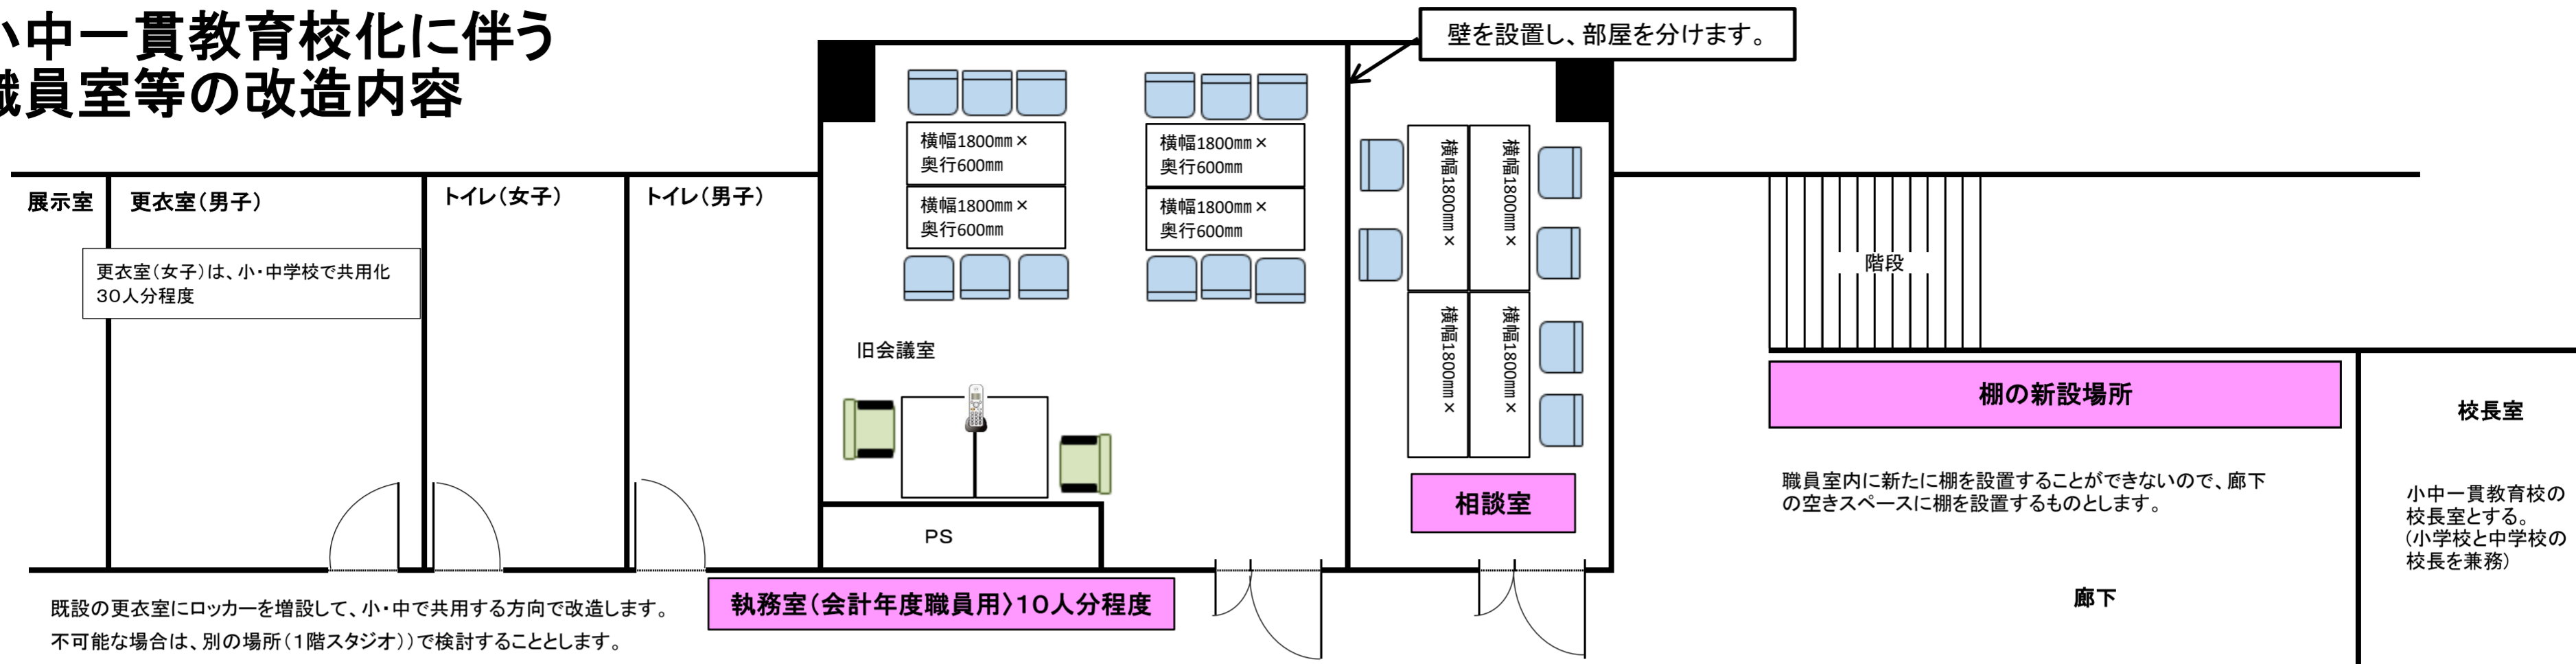 小中一貫教育校化に伴う
職員室等の改造内容
壁を設置し、部屋を分けます。
展示室
更衣室（男子）
トイレ（女子）
トイレ（男子）
更衣室（女子）は、小・中学校で共用化
３０人分程度
横幅1800㎜×
奥行600㎜
横幅1800㎜×
奥行600㎜
横幅1800㎜×
奥行600㎜
横幅1800㎜×
奥行600㎜
横幅1800㎜×
横幅1800㎜×
横幅1800㎜×
横幅1800㎜×
旧会議室
PS
相談室
階段
棚の新設場所
職員室内に新たに棚を設置することができないので、廊下
の空きスペースに棚を設置するものとします。
廊下
校長室
小中一貫教育校の
校長室とする。
（小学校と中学校の
校長を兼務）
執務室（会計年度職員用〉１０人分程度
既設の更衣室にロッカーを増設して、小・中で共用する方向で改造します。
不可能な場合は、別の場所（１階スタジオ））で検討することとします。